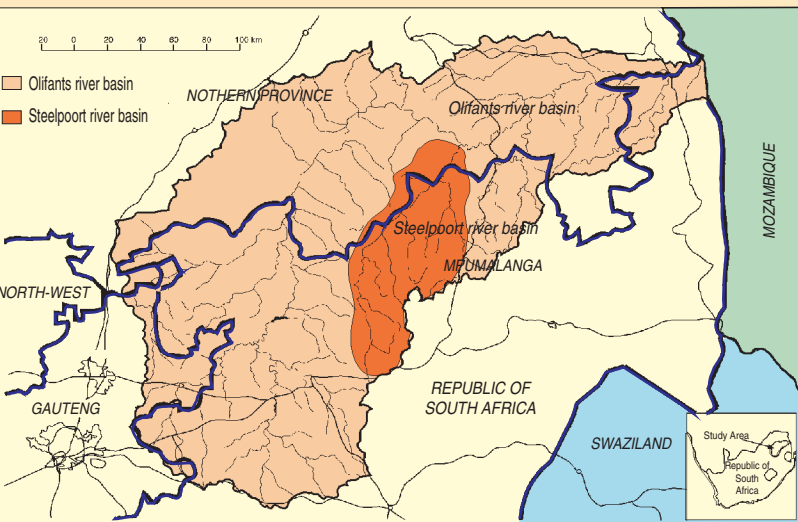 20 0 20 40 60 80 100 km
Olifants river basin
Steelpoort river basin
NOTHERN PROVINCE
Olifants river basin
MOZAMBIQUE
Steelpoort river basin
MPUMALANGA
NORTH-WEST
REPUBLIC OF
SOUTH AFRICA
GAUTENG
SWAZILAND
Study Area
Republic of
South
Africa